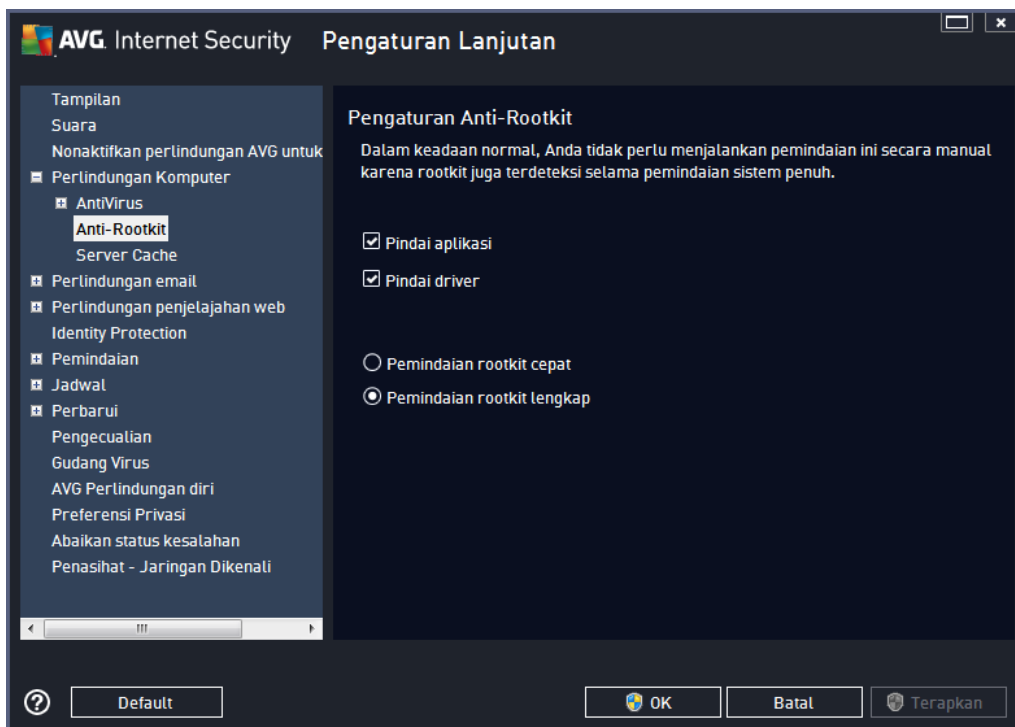 AVG. Internet Security Pengaturan Lanjutan
Tampilan
Suara
Nonaktifkan perlindungan AVG untuk
Perlindungan Komputer
AntiVirus
Anti-Rootkit
Server Cache
Perlindungan email
Perlindungan penjelajahan web
Identity Protection
Pemindaian
Jadwal
Perbarui
Pengecualian
Gudang Virus
AVG Perlindungan diri
Preferensi Privasi
Abaikan status kesalahan
Penasihat - Jaringan Dikenali
Pengaturan Anti-Rootkit
Dalam keadaan normal, Anda tidak perlu menjalankan pemindaian ini secara manual
karena rootkit juga terdeteksi selama pemindaian sistem penuh.
Pindai aplikasi
Pindai driver
Pemindaian rootkit cepat
Pemindaian rootkit lengkap
? Default OK Batal Terapkan